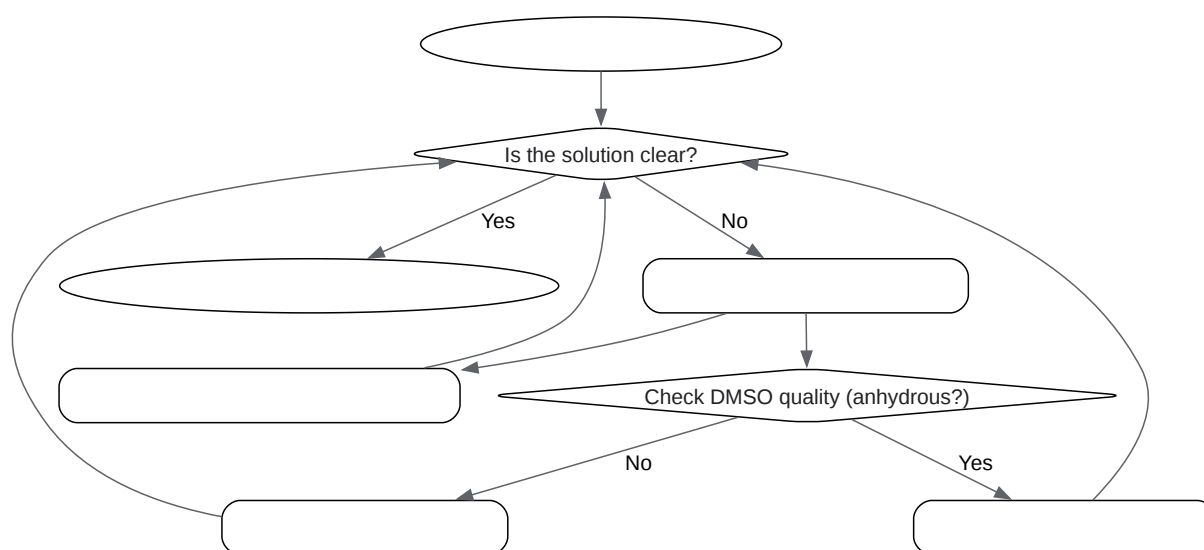 Is the solution clear?
Yes
No
Check DMSO quality (anhydrous?)
No
Yes